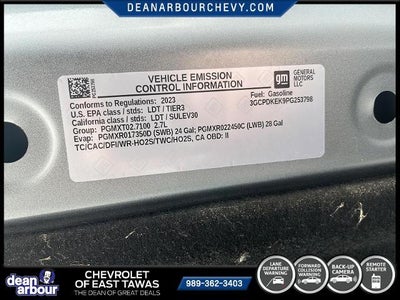 DEANARBOURCHEVY.COM
PG253798
VEHICLE EMISSION
CONTROL INFORMATION
gm
GENERAL
MOTORS
LLC
Conforms to Regulations: 2023
Fuel: Gasoline
U.S. EPA class / stds: LDT / TIER3
3GCPDKEK9PG253798
California class / stds: LDT / SULEV30
Group: PGMXT02.7100 2.7L
Evap: PGMXR017350D (SWB) 24 Gal; PGMXR022450C (LWB) 28 Gal
TC/CAC/DFI/WR-HO2S/TWC/HO2S, CA OBD: II
dean
arbour
CHEVROLET
OF EAST TAWAS
THE DEAN OF GREAT DEALS
989-362-3403
LANE
DEPARTURE
WARNING
FORWARD
COLLISION
WARNING
BACK-UP
CAMERA
REMOTE
STARTER